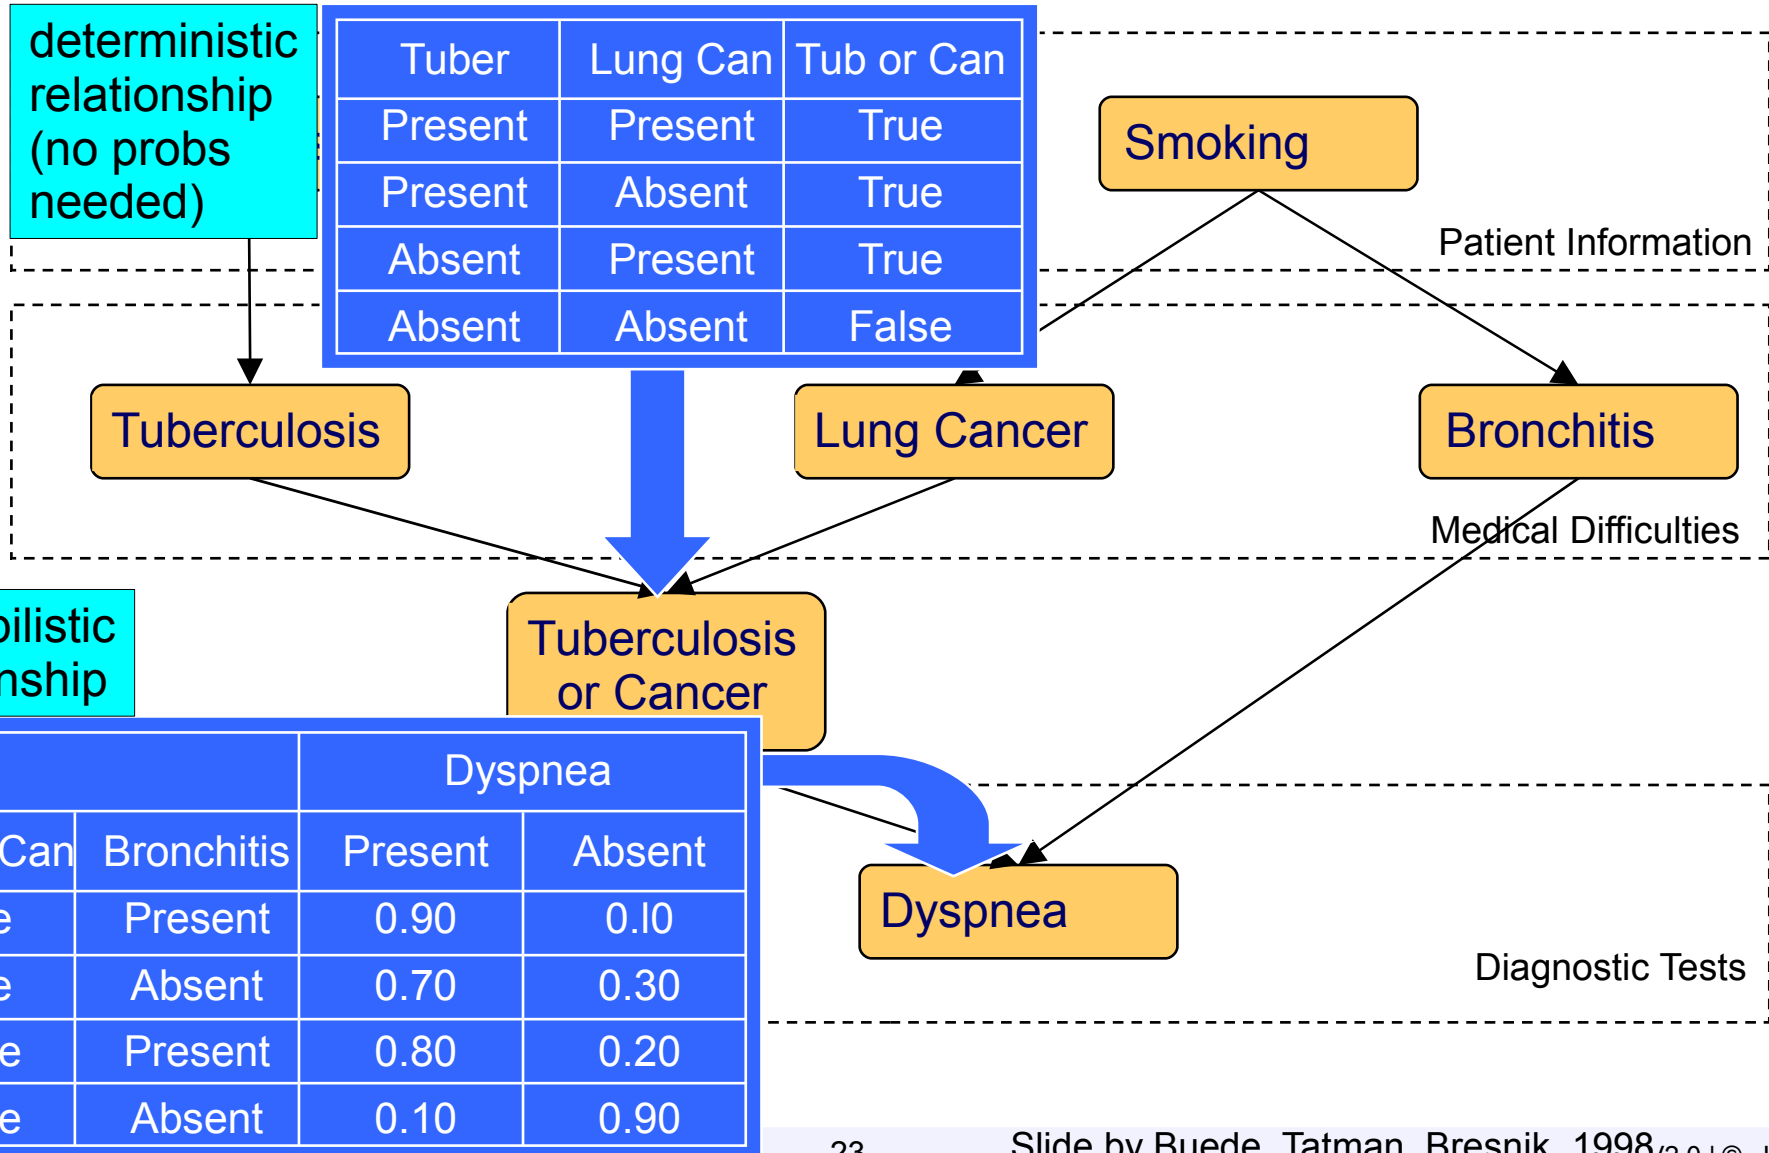 deterministic
relationship
(no probs
needed)
Tuber Lung Can Tub or Can
Present Present True
Present Absent True
Absent Present True
Absent Absent False
Smoking
Patient Information
Tuberculosis
Lung Cancer
Bronchitis
Medical Difficulties
Tuberculosis
or Cancer
bilistic
nship
Dyspnea
Can Bronchitis Present Absent
e Present 0.90 0.l0
e Absent 0.70 0.30
e Present 0.80 0.20
e Absent 0.10 0.90
Dyspnea
Diagnostic Tests
23
Slide by Buede, Tatman, Bresnik, 1998